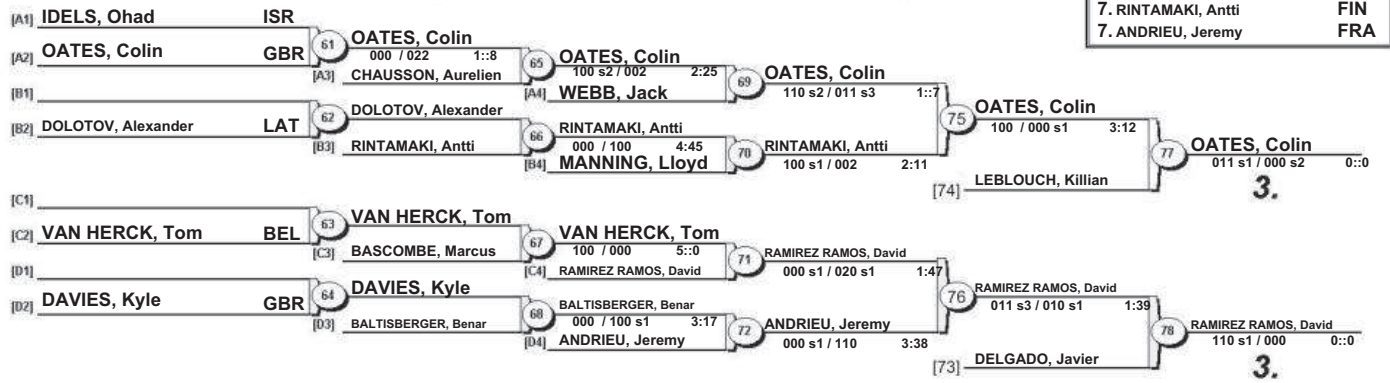 7. RINTAMAKI, Antti FIN
7. ANDRIEU, Jeremy FRA
[A1] IDELS, Ohad ISR
[A2] OATES, Colin GBR
61
OATES, Colin
000 / 022 1::8
[A3] CHAUSSON, Aurelien
65
OATES, Colin
100 s2 / 002 2:25
[A4] WEBB, Jack
69
OATES, Colin
110 s2 / 011 s3 1::7
[B1]
[B2] DOLOTOV, Alexander LAT
62
DOLOTOV, Alexander
[B3] RINTAMAKI, Antti
66
RINTAMAKI, Antti
000 / 100 4:45
[B4] MANNING, Lloyd
70
RINTAMAKI, Antti
100 s1 / 002 2:11
75
OATES, Colin
100 / 000 s1 3:12
[74] LEBLOUCH, Killian
77
OATES, Colin
011 s1 / 000 s2 0::0
3.
[C1]
[C2] VAN HERCK, Tom BEL
63
VAN HERCK, Tom
[C3] BASCOMBE, Marcus
67
VAN HERCK, Tom
100 / 000 5::0
[C4] RAMIREZ RAMOS, David
71
RAMIREZ RAMOS, David
000 s1 / 020 s1 1:47
[D1]
[D2] DAVIES, Kyle GBR
64
DAVIES, Kyle
[D3] BALTISBERGER, Benar
68
BALTISBERGER, Benar
000 / 100 s1 3:17
[D4] ANDRIEU, Jeremy
72
ANDRIEU, Jeremy
000 s1 / 110 3:38
76
RAMIREZ RAMOS, David
011 s3 / 010 s1 1:39
[73] DELGADO, Javier
78
RAMIREZ RAMOS, David
110 s1 / 000 0::0
3.